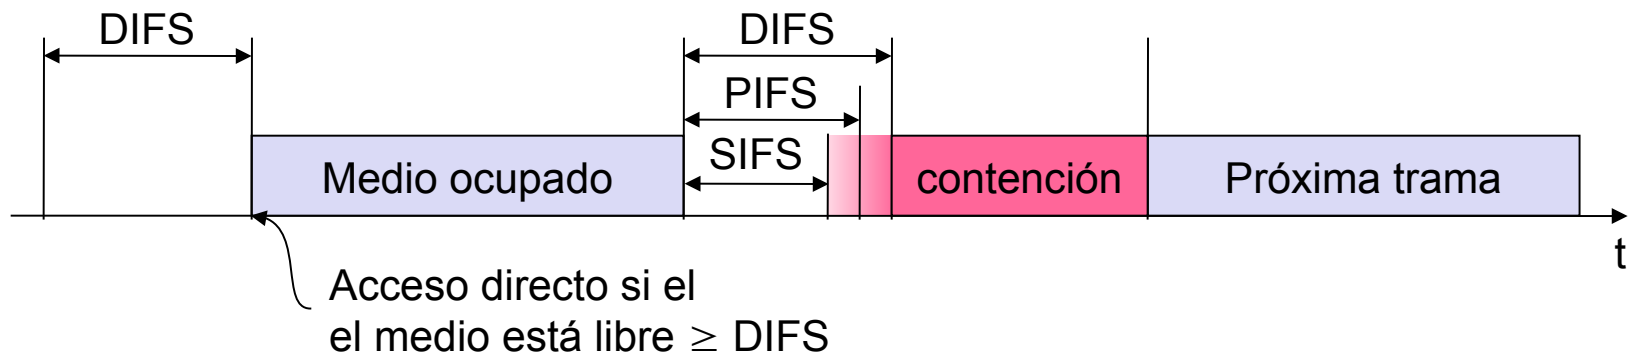 DIFS
DIFS
PIFS
SIFS
Medio ocupado
contención
Próxima trama
t
Acceso directo si el
el medio está libre ≥ DIFS